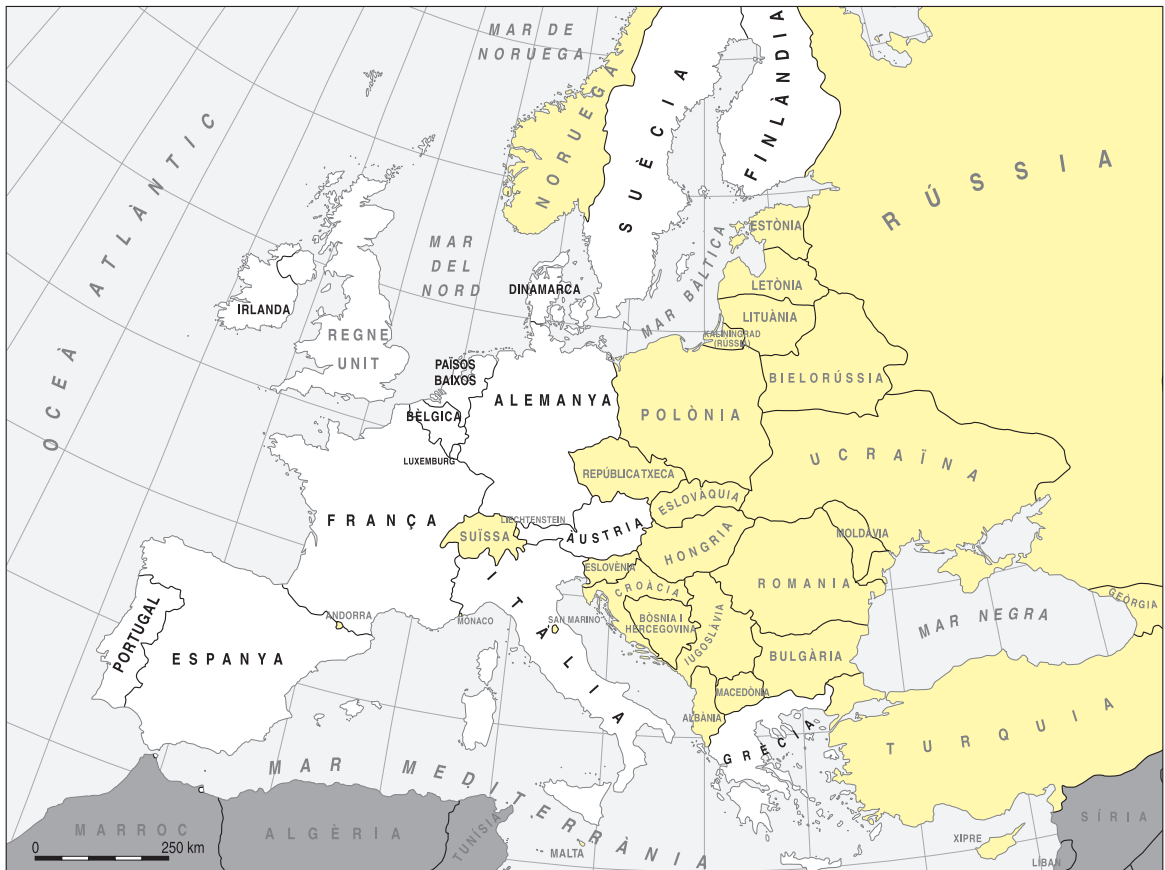 MAR DE
NORUEGA
OCEÀ ATLÀNTIC
NORUEGA
SUÈCIA
FINLÀNDIA
RÚSSIA
ESTÒNIA
MAR
DEL
NORD
MAR BÀLTICA
LETÒNIA
DINAMARCA
IRLANDA
LITUÀNIA
REGNE
UNIT
KALININGRAD
(RÚSSIA)
PAÏSOS
BAIXOS
BIELORÚSSIA
ALEMANYA
POLÒNIA
BÈLGICA
LUXEMBURG
UCRAÏNA
REPÚBLICA TXECA
ESLOVÀQUIA
FRANÇA
LIECHTENSTEIN
SUÏSSA
ÀUSTRIA
HONGRIA
MOLDÀVIA
ESLOVÈNIA
ITÀLIA
CROÀCIA
ROMANIA
GEÒRGIA
ANDORRA
MÓNACO
SAN MARINO
BÒSNIA I
HERCEGOVINA
IUGOSLÀVIA
MAR NEGRA
PORTUGAL
ESPANYA
BULGÀRIA
MACEDÒNIA
ALBÀNIA
GRÈCIA
TURQUIA
MAR MEDITERRÀNIA
MARROC
ALGÈRIA
TUNÍSIA
MALTA
XIPRE
SÍRIA
LÍBAN
0 250 km